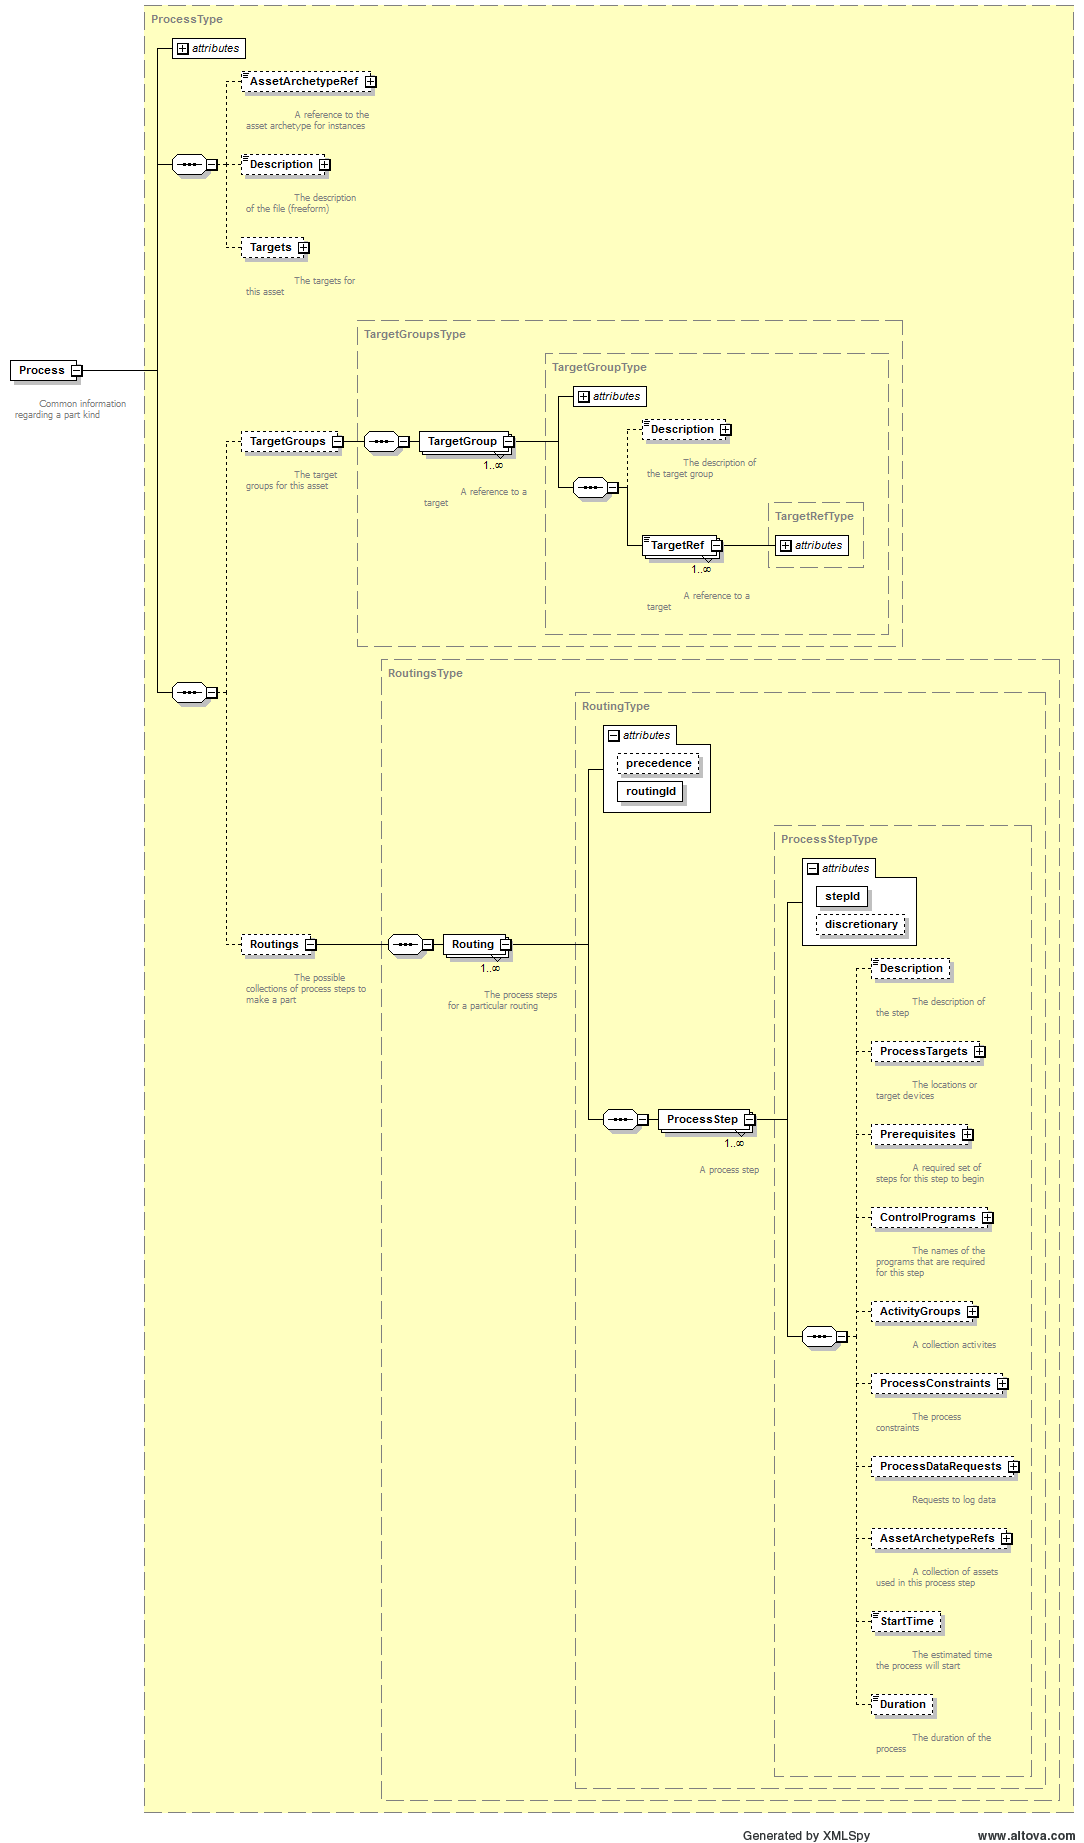 ProcessType
attributes
AssetArchetypeRef
A reference to the
asset archetype for instances
Description
The description
of the file (freeform)
Targets
The targets for
this asset
Process
Common information
regarding a part kind
TargetGroupsType
TargetGroupType
attributes
Description
The description of
the target group
TargetGroups
The target
groups for this asset
TargetGroup
1..∞
A reference to a
target
TargetRefType
TargetRef
attributes
1..∞
A reference to a
target
RoutingsType
RoutingType
attributes
precedence
routingId
ProcessStepType
attributes
stepId
discretionary
Routings
The possible
collections of process steps to
make a part
Routing
1..∞
The process steps
for a particular routing
ProcessStep
1..∞
A process step
Description
The description of
the step
ProcessTargets
The locations or
target devices
Prerequisites
A required set of
steps for this step to begin
ControlPrograms
The names of the
programs that are required
for this step
ActivityGroups
A collection activites
ProcessConstraints
The process
constraints
ProcessDataRequests
Requests to log data
AssetArchetypeRefs
A collection of assets
used in this process step
StartTime
The estimated time
the process will start
Duration
The duration of the
process
Generated by XMLSpy
www.altova.com